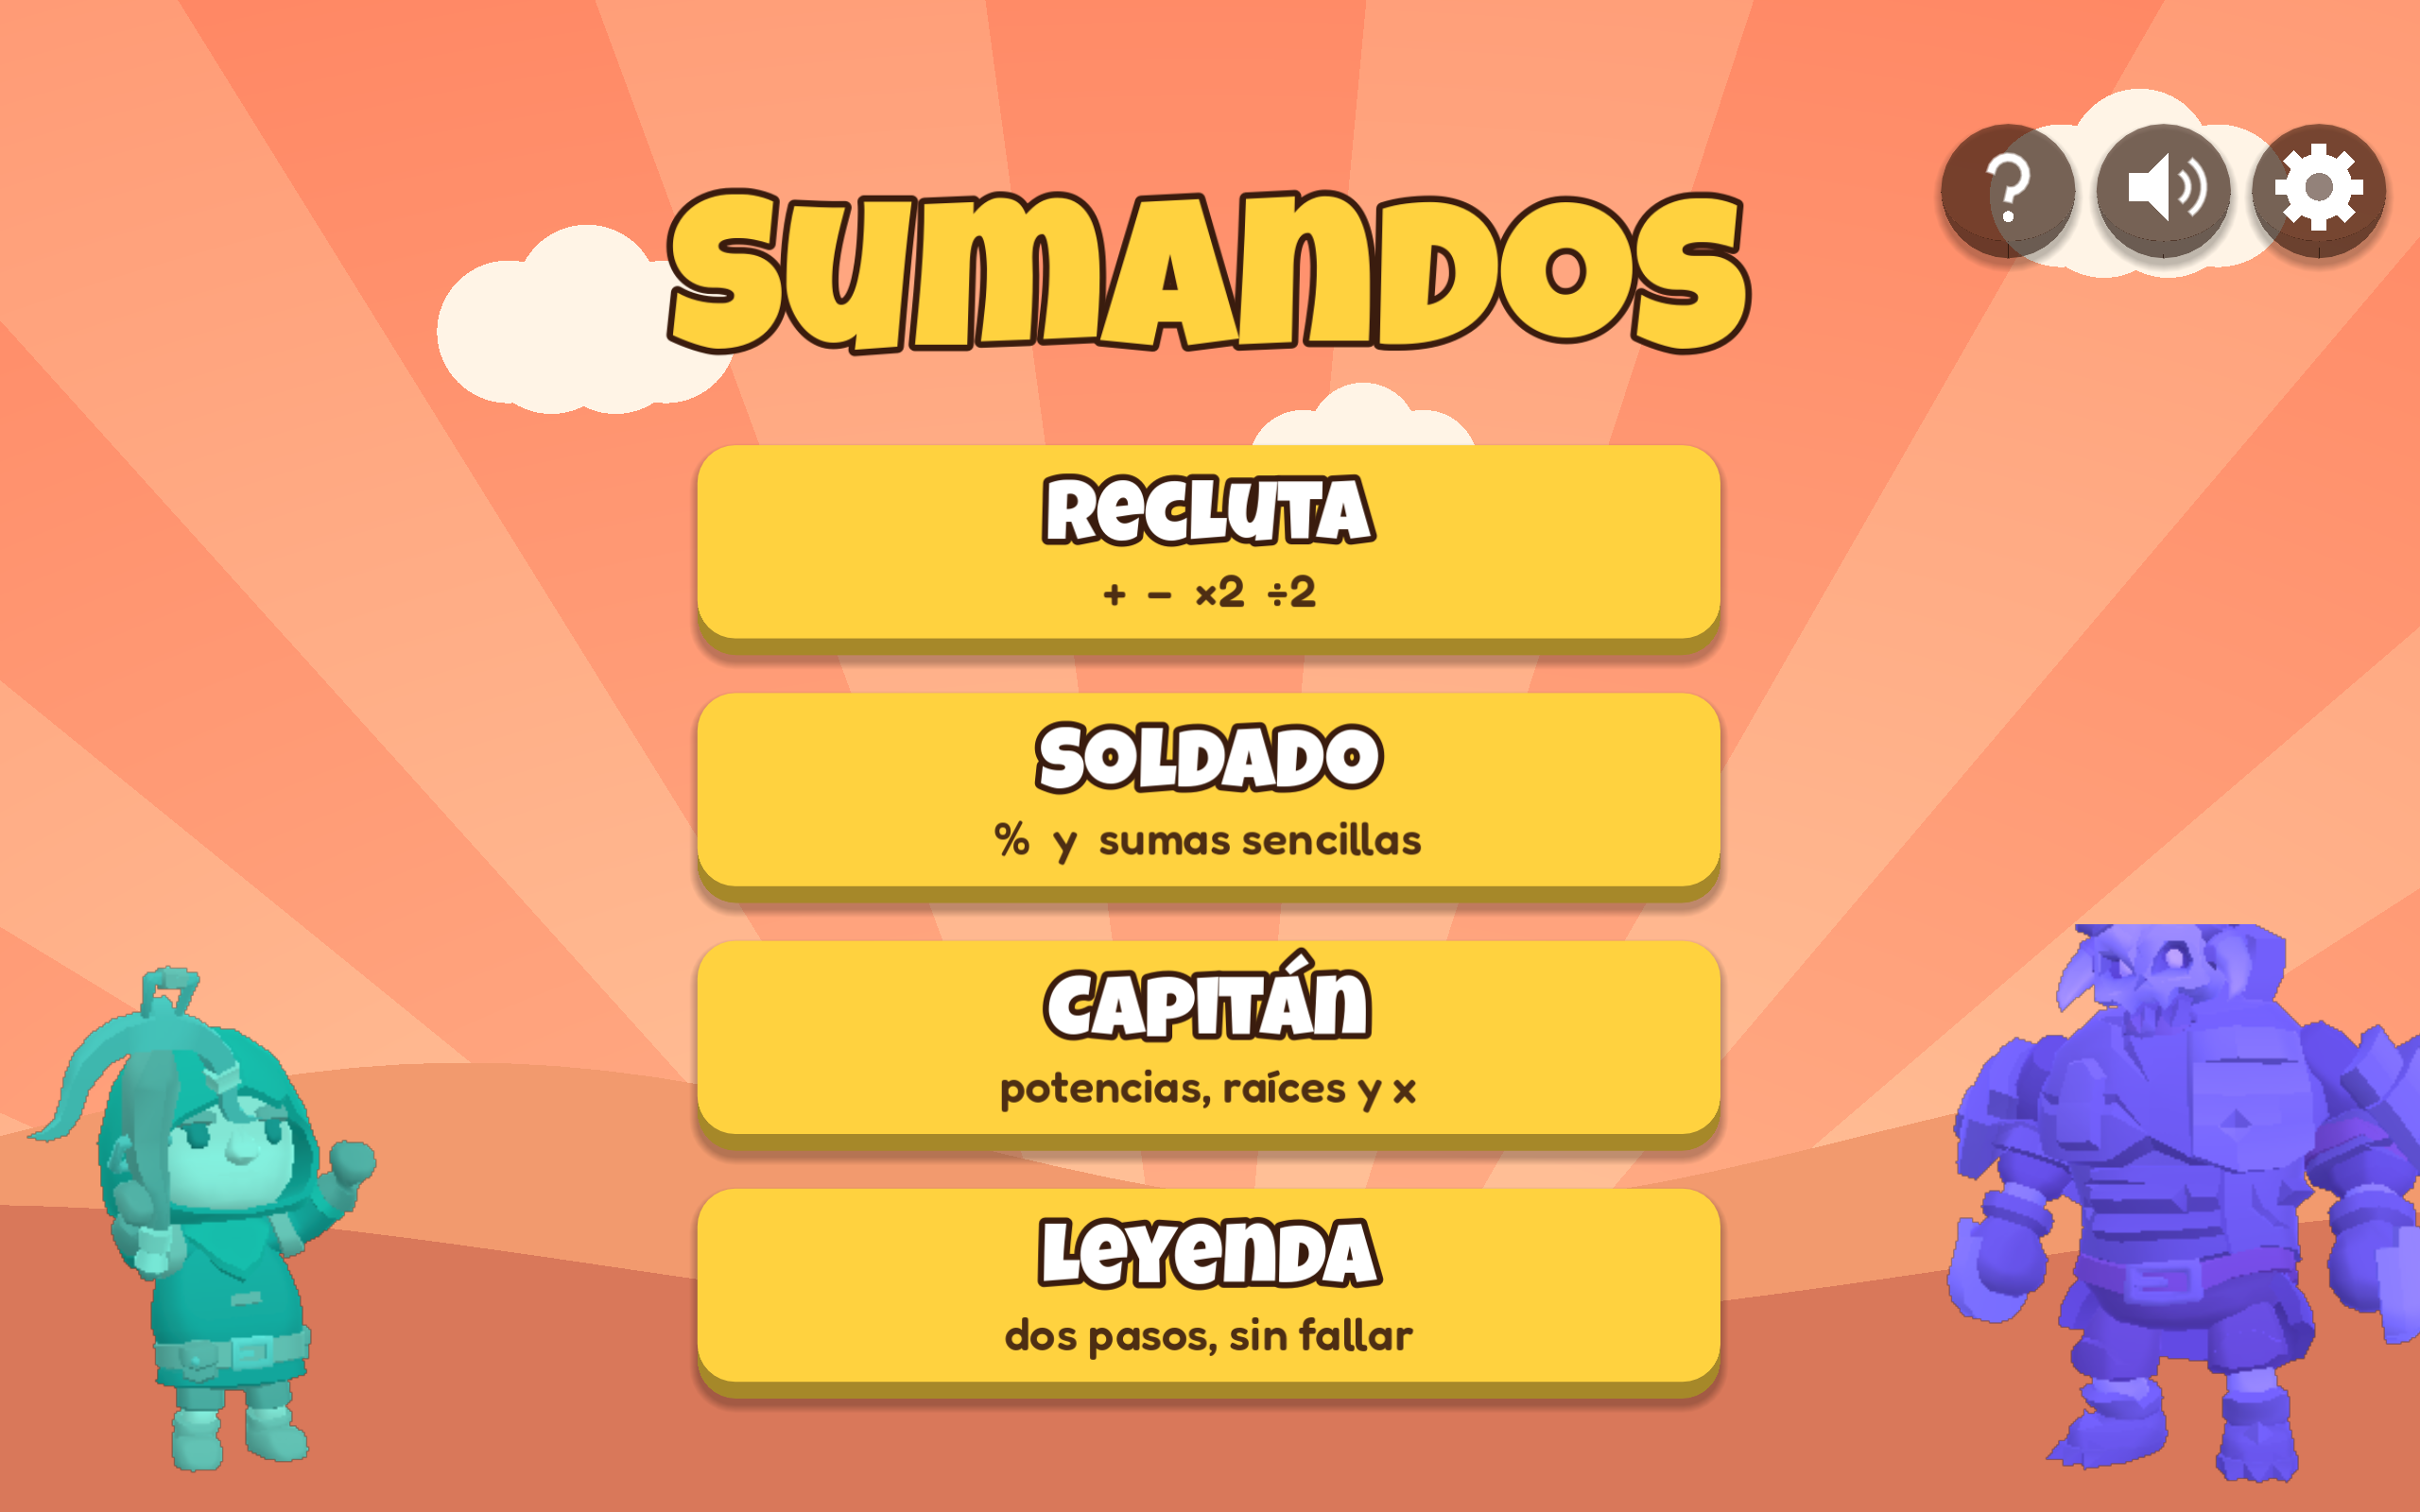 SUMANDOS
?
RECLUTA
+ − ×2 ÷2
SOLDADO
% y sumas sencillas
CAPITÁN
potencias, raíces y x
LEYENDA
dos pasos, sin fallar